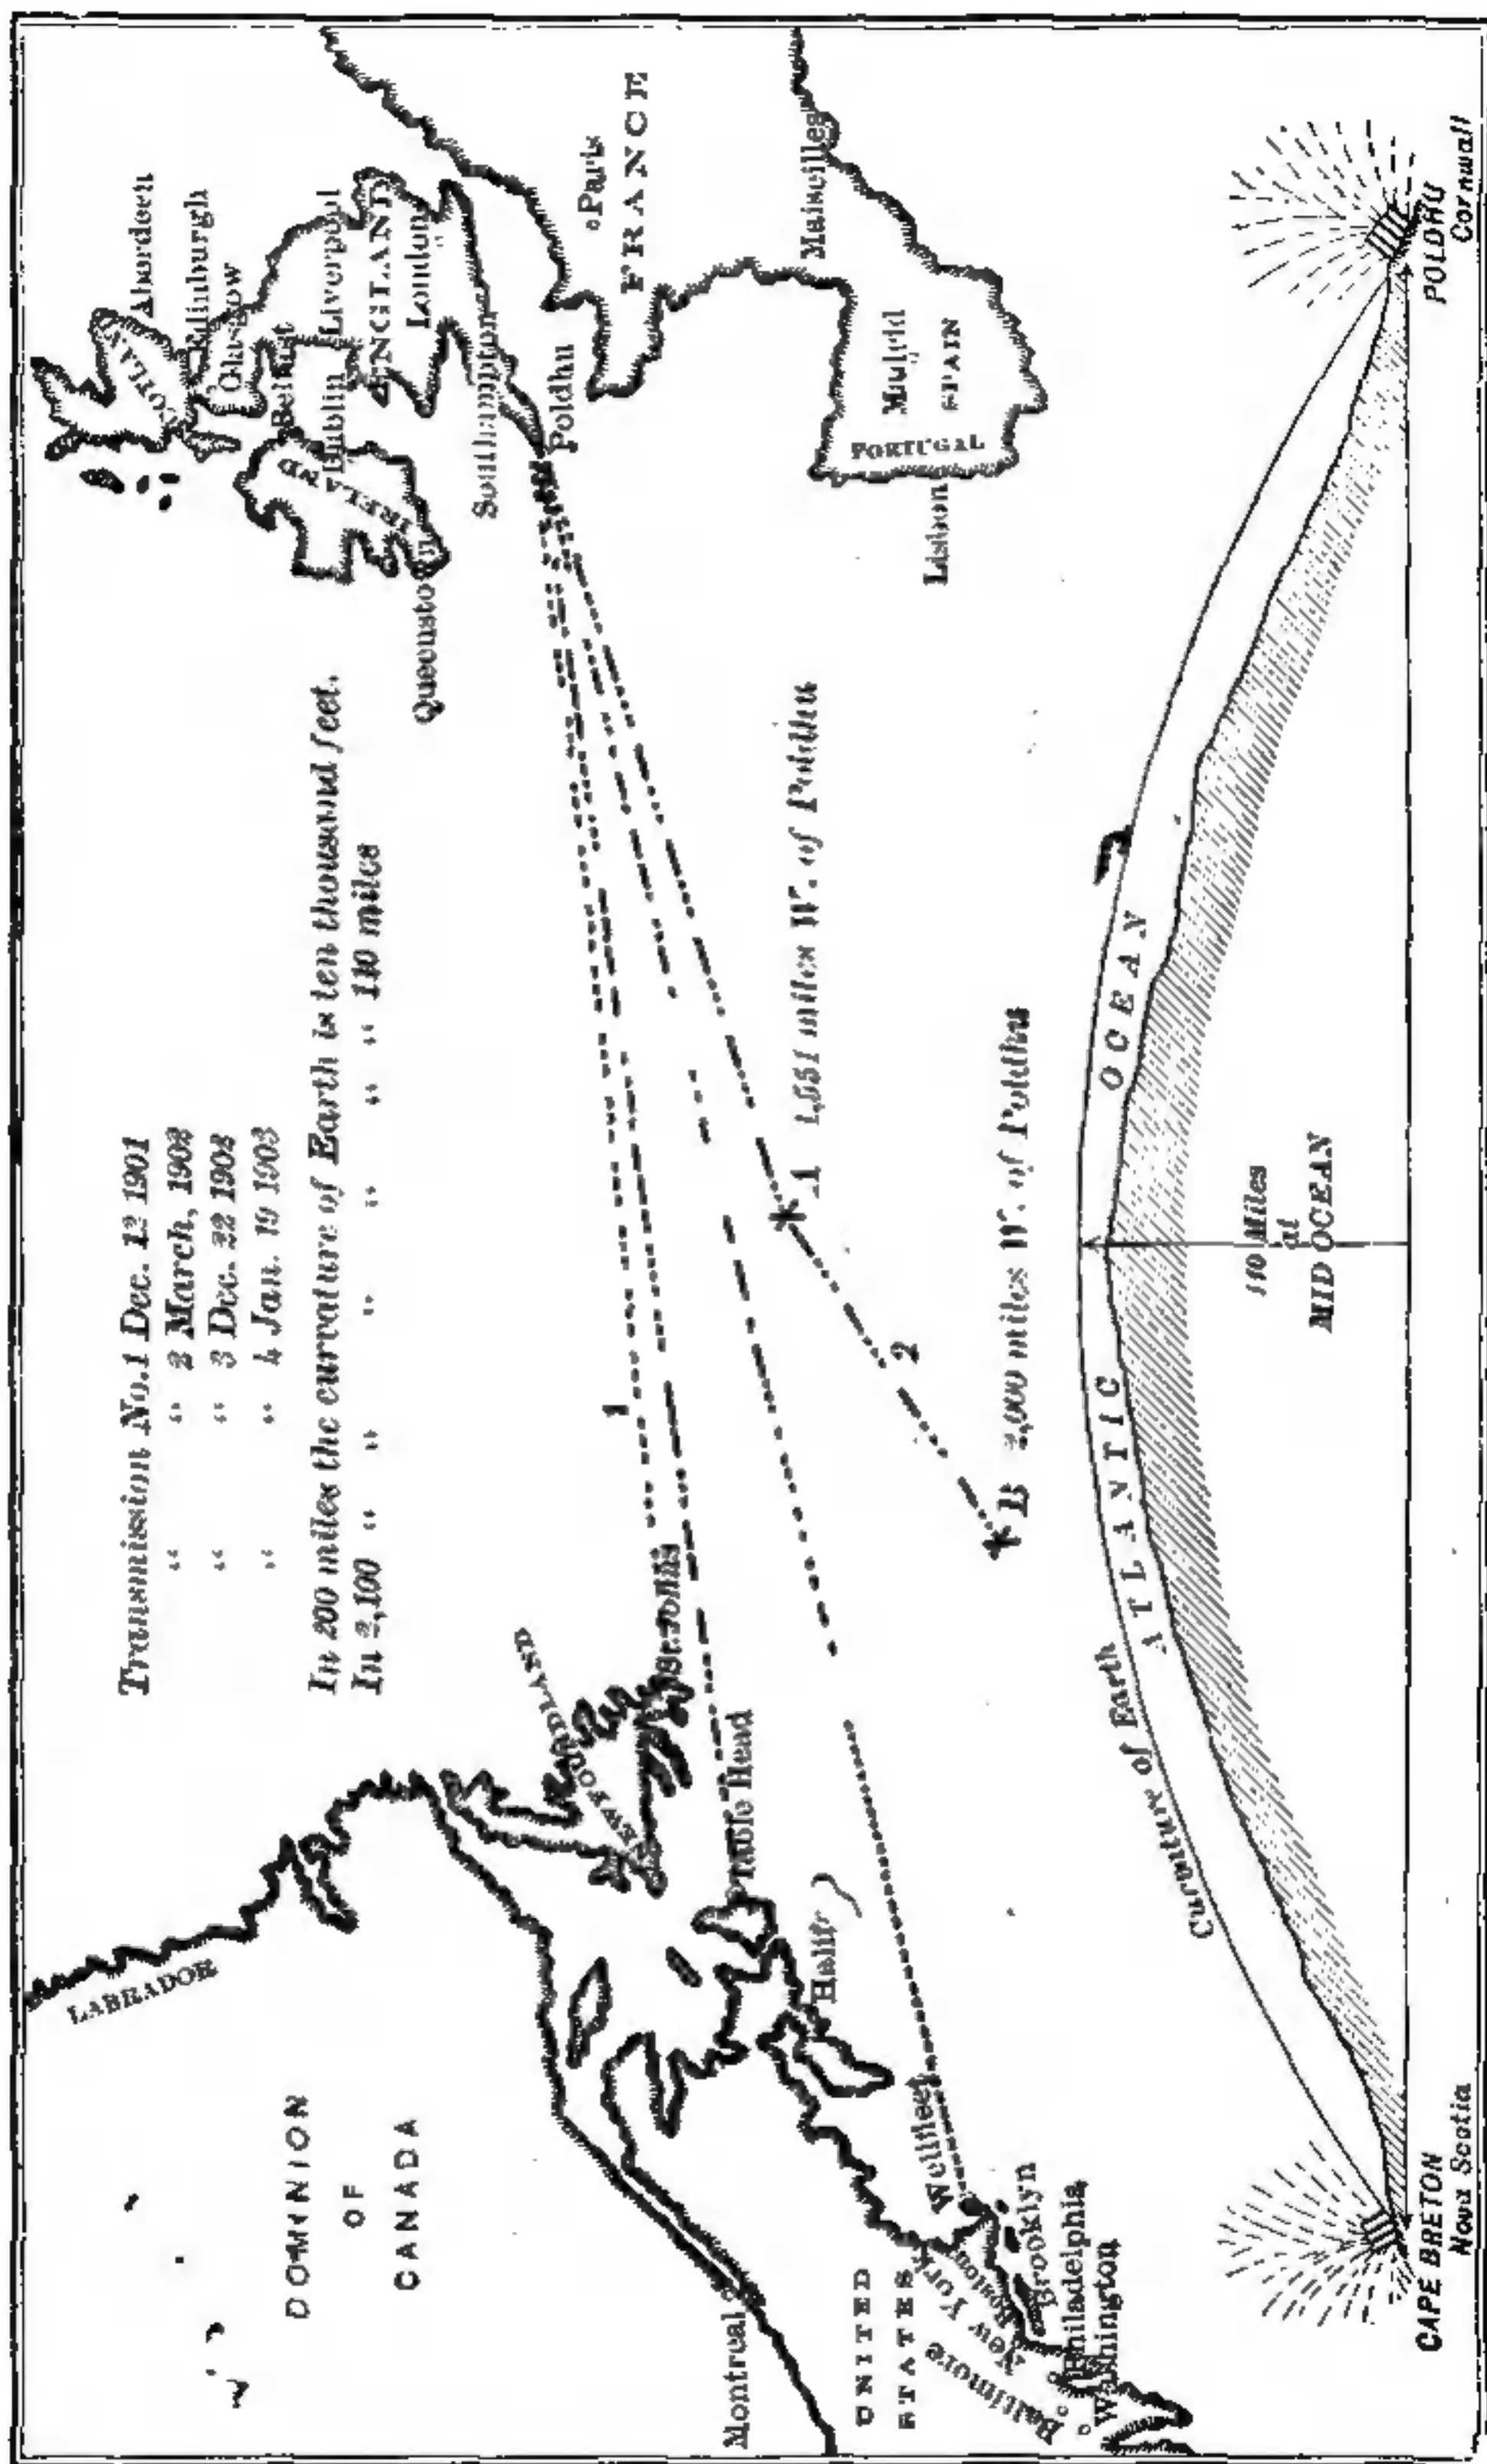 Transmission No.1 Dec. 12 1901
" " 2 March, 1902
" " 3 Dec. 22 1902
" " 4 Jan. 19 1903
In 200 miles the curvature of Earth is ten thousand feet.
In 2,100 " " " " " " 110 miles
LABRADOR
DOMINION
OF
CANADA
NEWFOUNDLAND
St. Johns
Table Head
Montreal
UNITED
STATES
Wellfleet
New York
Boston
Brooklyn
Baltimore
Philadelphia
Washington
SCOTLAN
Aberdeen
Edinburgh
Glasgow
Belfast
IRELAND
Dublin
Liverpool
ENGLAND
London
Queenstown
Southampton
Poldhu
Paris
FRANCE
Marseilles
Madrid
SPAIN
PORTUGAL
Lisbon
1
2
A 1,551 miles W. of Poldhu
B 2,000 miles W. of Poldhu
Curvature of Earth
ATLANTIC OCEAN
110 Miles
at
MID OCEAN
CAPE BRETON
Nova Scotia
POLDHU
Cornwall